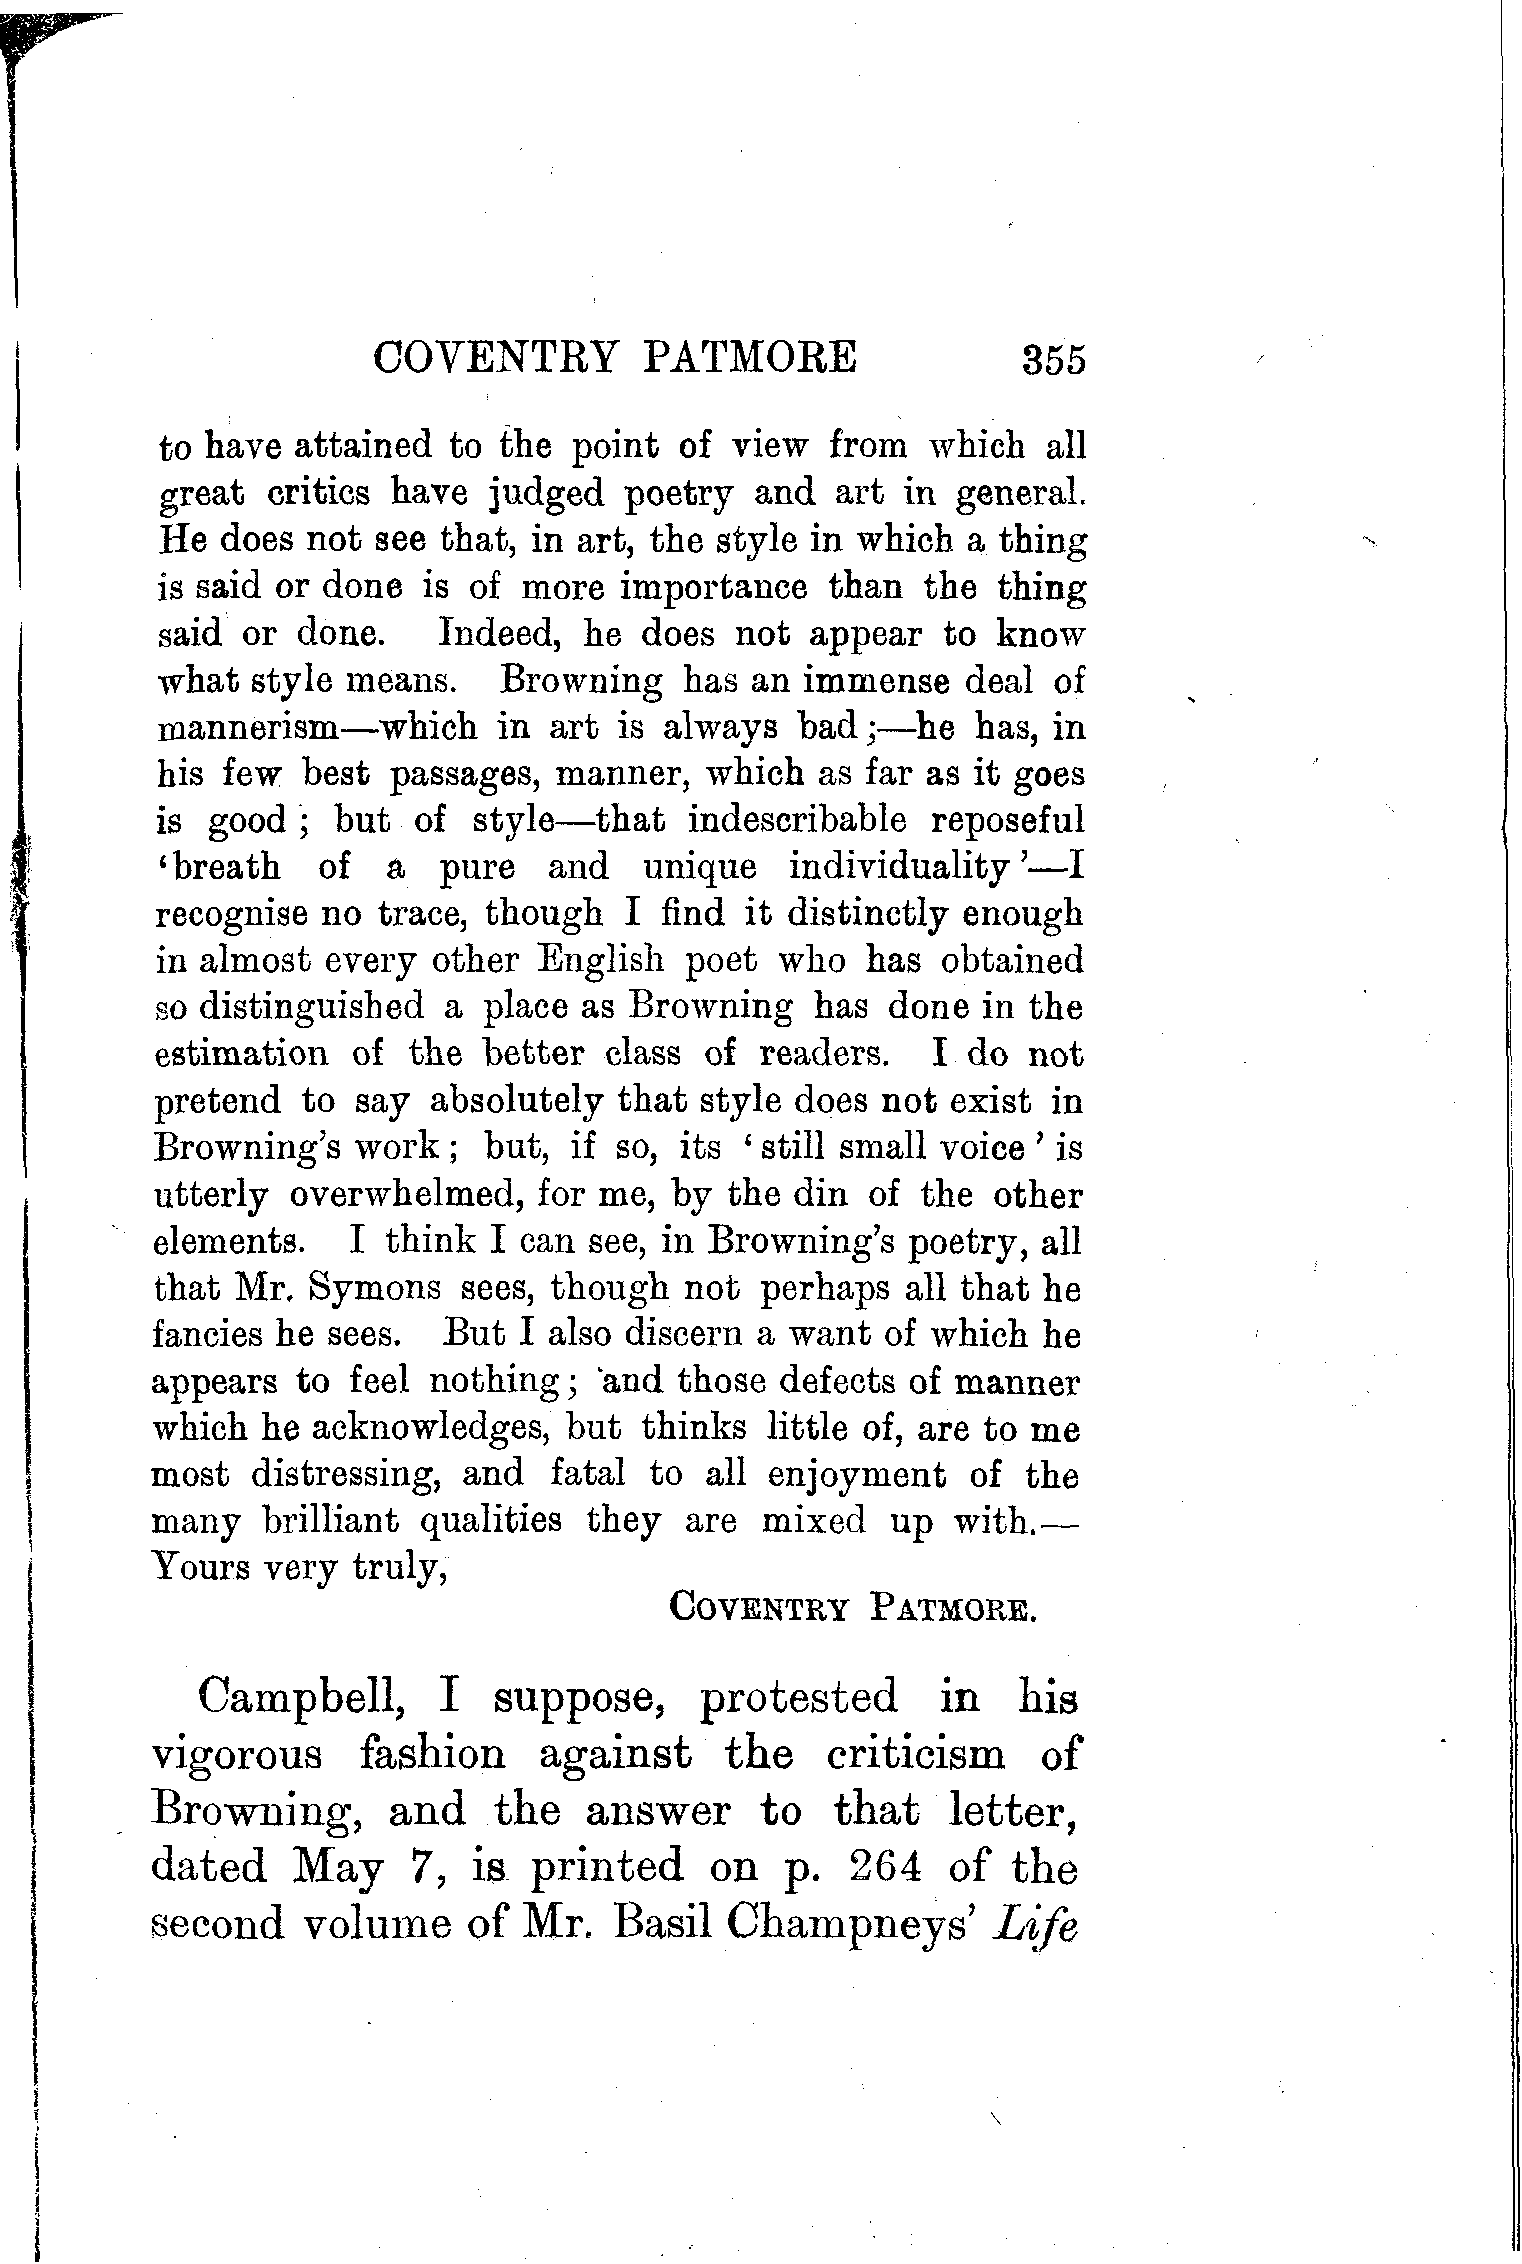 COVENTRY PATMORE 355
to have attained to the point of view from which all
great critics have judged poetry and art in general.
He does not see that, in art, the style in which a thing
is said or done is of more importance than the thing
said or done. Indeed, he does not appear to know
what style means. Browning has an immense deal of
mannerism—which in art is always bad;—he has, in
his few best passages, manner, which as far as it goes
is good; but of style—that indescribable reposeful
‘breath of a pure and unique individuality’—I
recognise no trace, though I find it distinctly enough
in almost every other English poet who has obtained
so distinguished a place as Browning has done in the
estimation of the better class of readers. I do not
pretend to say absolutely that style does not exist in
Browning’s work; but, if so, its ‘still small voice’ is
utterly overwhelmed, for me, by the din of the other
elements. I think I can see, in Browning’s poetry, all
that Mr. Symons sees, though not perhaps all that he
fancies he sees. But I also discern a want of which he
appears to feel nothing; and those defects of manner
which he acknowledges, but thinks little of, are to me
most distressing, and fatal to all enjoyment of the
many brilliant qualities they are mixed up with.—
Yours very truly,
COVENTRY PATMORE.
Campbell, I suppose, protested in his
vigorous fashion against the criticism of
Browning, and the answer to that letter,
dated May 7, is printed on p. 264 of the
second volume of Mr. Basil Champneys’ Life